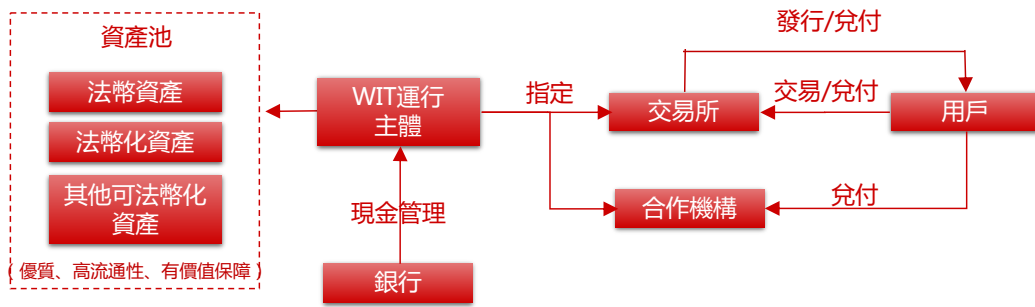 資產池
法幣資產
法幣化資產
其他可法幣化
資產
(優質、高流通性、有價值保障)
WIT運行
主體
現金管理
銀行
指定
發行/兌付
交易所
交易/兌付
用戶
合作機構
兌付